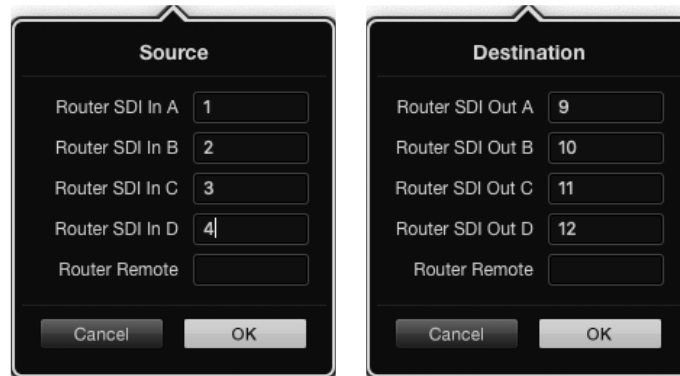 Source
Router SDI In A 1
Router SDI In B 2
Router SDI In C 3
Router SDI In D 4
Router Remote
Cancel OK
Destination
Router SDI Out A 9
Router SDI Out B 10
Router SDI Out C 11
Router SDI Out D 12
Router Remote
Cancel OK